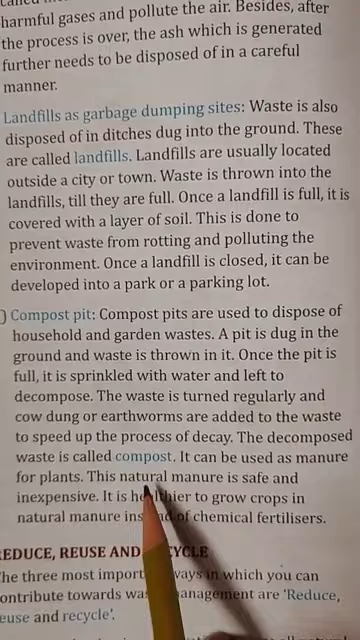 harmful gases and pollute the air. Besides, after
the process is over, the ash which is generated
further needs to be disposed of in a careful
manner.
Landfills as garbage dumping sites: Waste is also
disposed of in ditches dug into the ground. These
are called landfills. Landfills are usually located
outside a city or town. Waste is thrown into the
landfills, till they are full. Once a landfill is full, it is
covered with a layer of soil. This is done to
prevent waste from rotting and polluting the
environment. Once a landfill is closed, it can be
developed into a park or a parking lot.
) Compost pit: Compost pits are used to dispose of
household and garden wastes. A pit is dug in the
ground and waste is thrown in it. Once the pit is
full, it is sprinkled with water and left to
decompose. The waste is turned regularly and
cow dung or earthworms are added to the waste
to speed up the process of decay. The decomposed
waste is called compost. It can be used as manure
for plants. This natural manure is safe and
inexpensive. It is healthier to grow crops in
natural manure instead of chemical fertilisers.
EDUCE, REUSE AND
he three most ways in which you can
ontribute towards management are 'Reduce,
euse and recycle'.